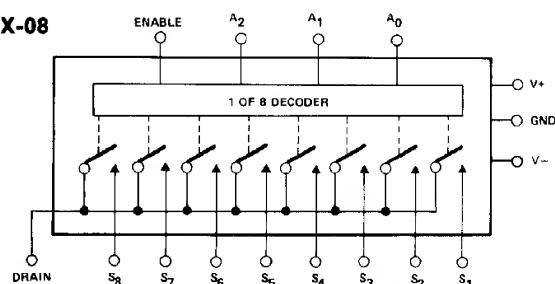 X-08
ENABLE A2 A1 A0
1 OF 8 DECODER
V+
GND
V−
DRAIN S8 S7 S6 S5 S4 S3 S2 S1